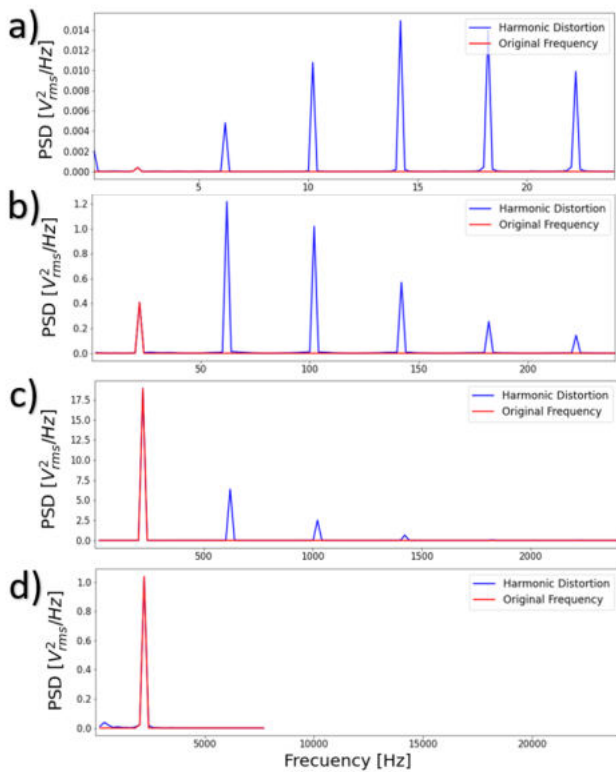 a)
PSD [V²rms/Hz]
0.014
0.012
0.010
0.008
0.006
0.004
0.002
0.000
Harmonic Distortion
Original Frequency
5 10 15 20
b)
PSD [V²rms/Hz]
1.2
1.0
0.8
0.6
0.4
0.2
0.0
Harmonic Distortion
Original Frequency
50 100 150 200
c)
PSD [V²rms/Hz]
17.5
15.0
12.5
10.0
7.5
5.0
2.5
0.0
Harmonic Distortion
Original Frequency
500 1000 1500 2000
d)
PSD [V²rms/Hz]
1.0
0.8
0.6
0.4
0.2
0.0
Harmonic Distortion
Original Frequency
5000 10000 15000 20000
Frecuency [Hz]